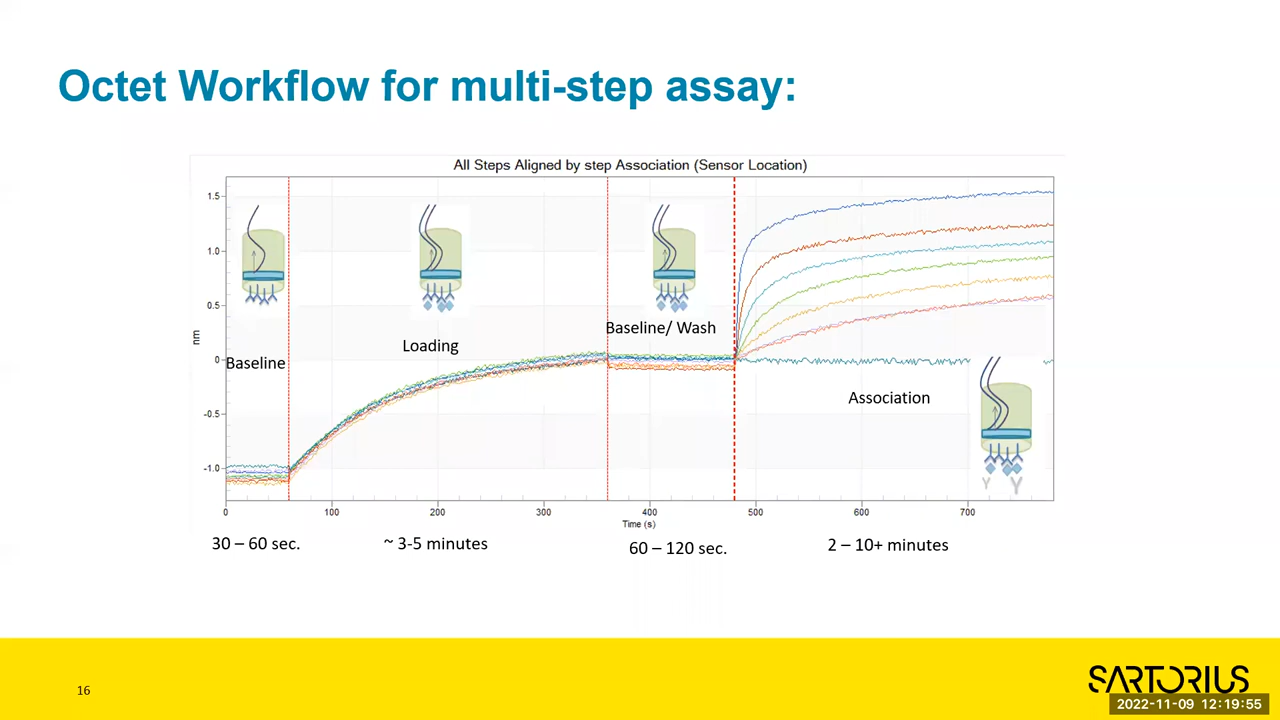 Octet Workflow for multi-step assay:
All Steps Aligned by step Association (Sensor Location)
1.5
1.0
0.5
0
-0.5
-1.0
nm
Baseline
Loading
Baseline/ Wash
Association
Y Y
0 100 200 300 400 500 600 700
Time (s)
30 – 60 sec.
~ 3-5 minutes
60 – 120 sec.
2 – 10+ minutes
16
SARTORIUS
2022-11-09 12:19:55